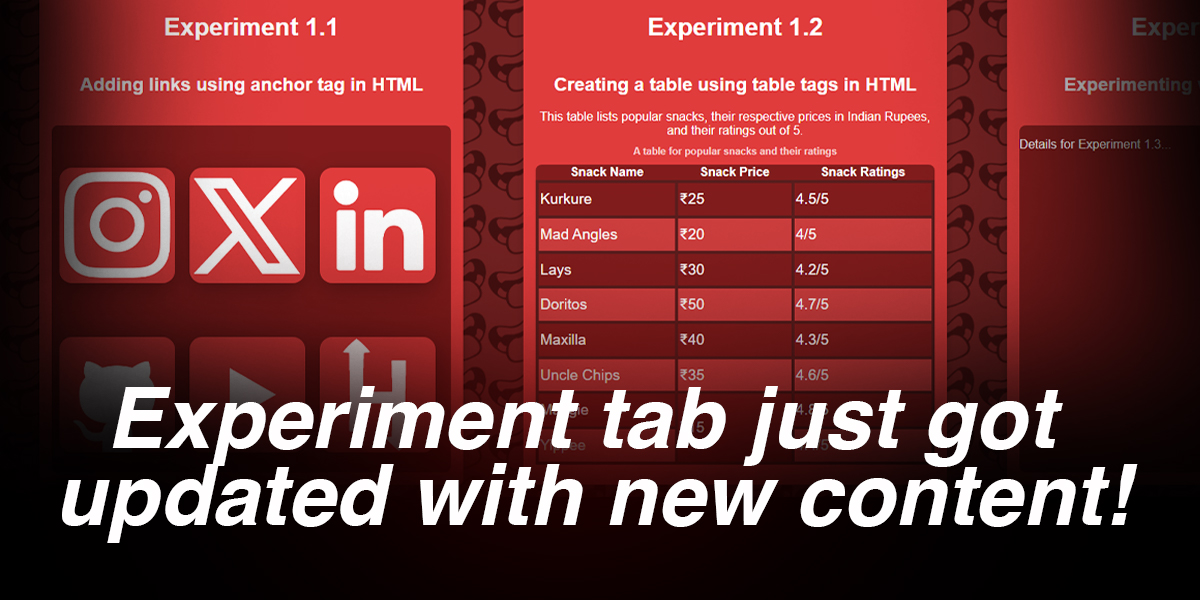 Experiment 1.1
Adding links using anchor tag in HTML
Experiment 1.2
Creating a table using table tags in HTML
This table lists popular snacks, their respective prices in Indian Rupees,
and their ratings out of 5.
A table for popular snacks and their ratings
Snack Name Snack Price Snack Ratings
Kurkure ₹25 4.5/5
Mad Angles ₹20 4/5
Lays ₹30 4.2/5
Doritos ₹50 4.7/5
Maxilla ₹40 4.3/5
Uncle Chips ₹35 4.6/5
Yippee
Exper
Experimenting
Details for Experiment 1.3...
Experiment tab just got
updated with new content!